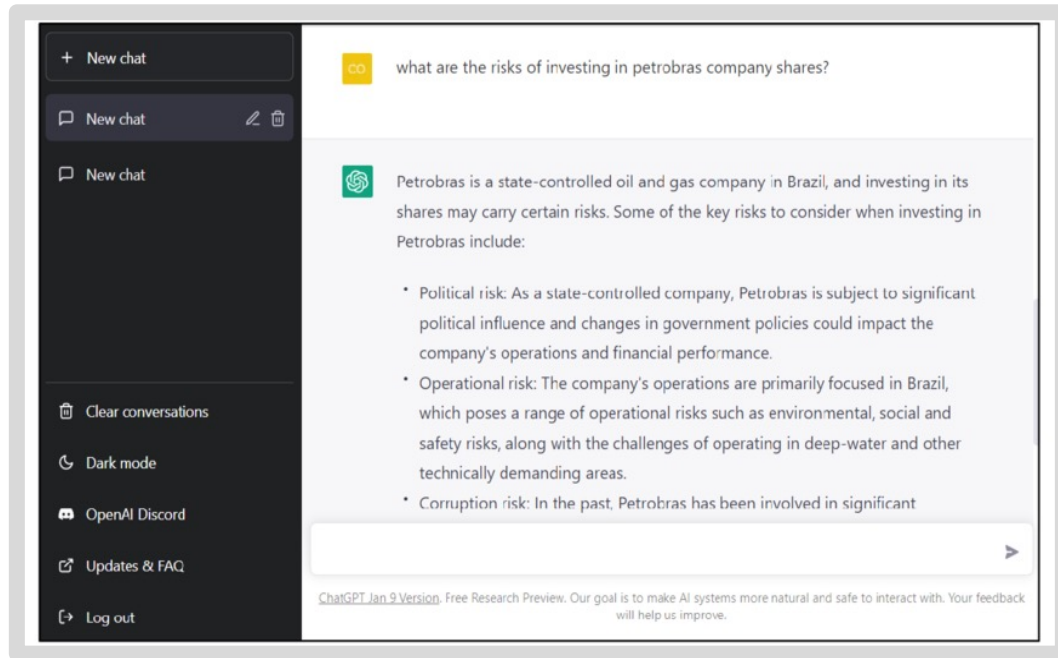 + New chat
New chat
New chat
Clear conversations
Dark mode
OpenAI Discord
Updates & FAQ
Log out
CO
what are the risks of investing in petrobras company shares?
Petrobras is a state-controlled oil and gas company in Brazil, and investing in its
shares may carry certain risks. Some of the key risks to consider when investing in
Petrobras include:
• Political risk: As a state-controlled company, Petrobras is subject to significant
political influence and changes in government policies could impact the
company's operations and financial performance.
• Operational risk: The company's operations are primarily focused in Brazil,
which poses a range of operational risks such as environmental, social and
safety risks, along with the challenges of operating in deep-water and other
technically demanding areas.
• Corruption risk: In the past, Petrobras has been involved in significant
ChatGPT Jan 9 Version. Free Research Preview. Our goal is to make AI systems more natural and safe to interact with. Your feedback
will help us improve.